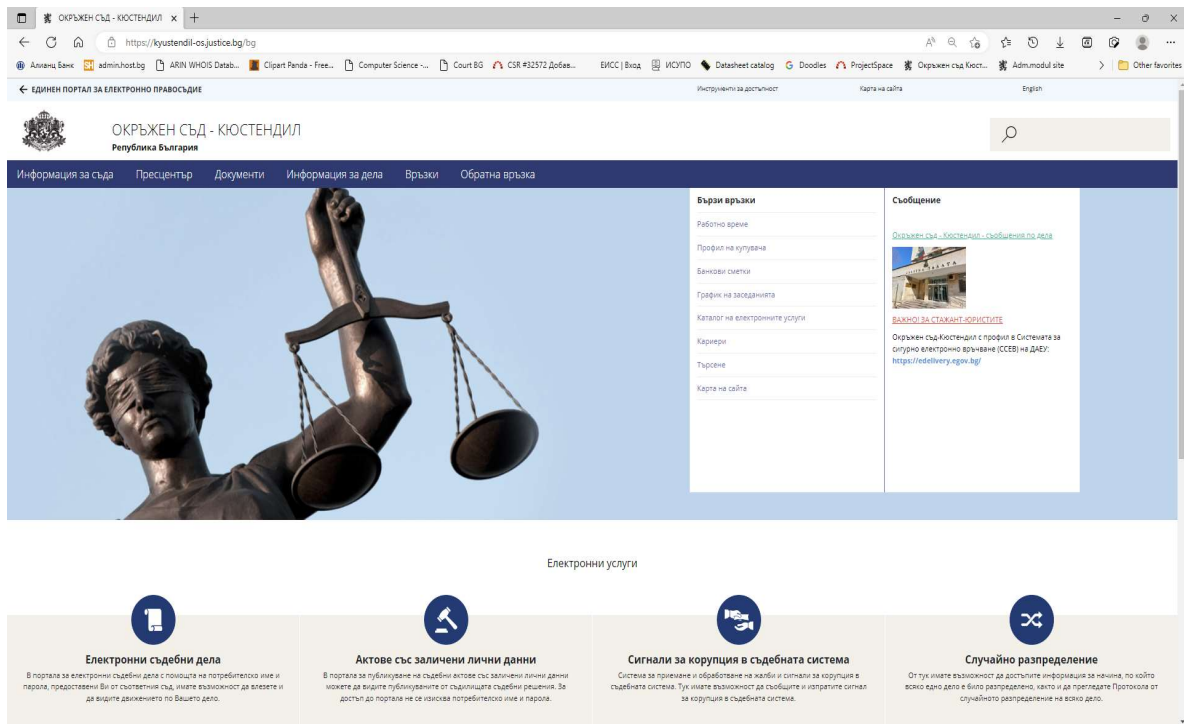 ОКРЪЖЕН СЪД - КЮСТЕНДИЛ
https://kyustendil-os.justice.bg/bg
Алианц Банк
admin.host.bg
ARIN WHOIS Datab...
Clipart Panda - Free...
Computer Science -...
Court BG
CSR #32572 Добав...
ЕИСС | Вход
ИСУПО
Datasheet catalog
Doodles
ProjectSpace
Окръжен съд Кюст...
Adm.modul site
Other favorites
ЕДИНЕН ПОРТАЛ ЗА ЕЛЕКТРОННО ПРАВОСЪДИЕ
Инструменти за достъпност
Карта на сайта
English
ОКРЪЖЕН СЪД - КЮСТЕНДИЛ
Република България
Информация за съда
Пресцентър
Документи
Информация за дела
Връзки
Обратна връзка
Бързи връзки
Работно време
Профил на купувача
Банкови сметки
График на заседанията
Каталог на електронните услуги
Кариери
Търсене
Карта на сайта
Съобщение
Окръжен съд - Кюстендил - съобщения по дела
ВАЖНО! ЗА СТАЖАНТ-ЮРИСТИТЕ
Окръжен съд-Кюстендил с профил в Системата за
сигурно електронно връчване (ССЕВ) на ДАЕУ:
https://edelivery.egov.bg/
Електронни услуги
Електронни съдебни дела
В портала за електронни съдебни дела с помощта на потребителско име и
парола, предоставени Ви от съответния съд, имате възможност да влезете и
да видите движението по Вашето дело.
Актове със заличени лични данни
В портала за публикуване на съдебни актове със заличени лични данни
можете да видите публикуваните от съдилищата съдебни решения. За
достъп до портала не се изисква потребителско име и парола.
Сигнали за корупция в съдебната система
Система за приемане и обработване на жалби и сигнали за корупция в
съдебната система. Тук имате възможност да съобщите и изпратите сигнал
за корупция в съдебната система.
Случайно разпределение
От тук имате възможност да достъпите информация за начина, по който
всяко едно дело е било разпределено, както и да прегледате Протокола от
случайното разпределение на всяко дело.